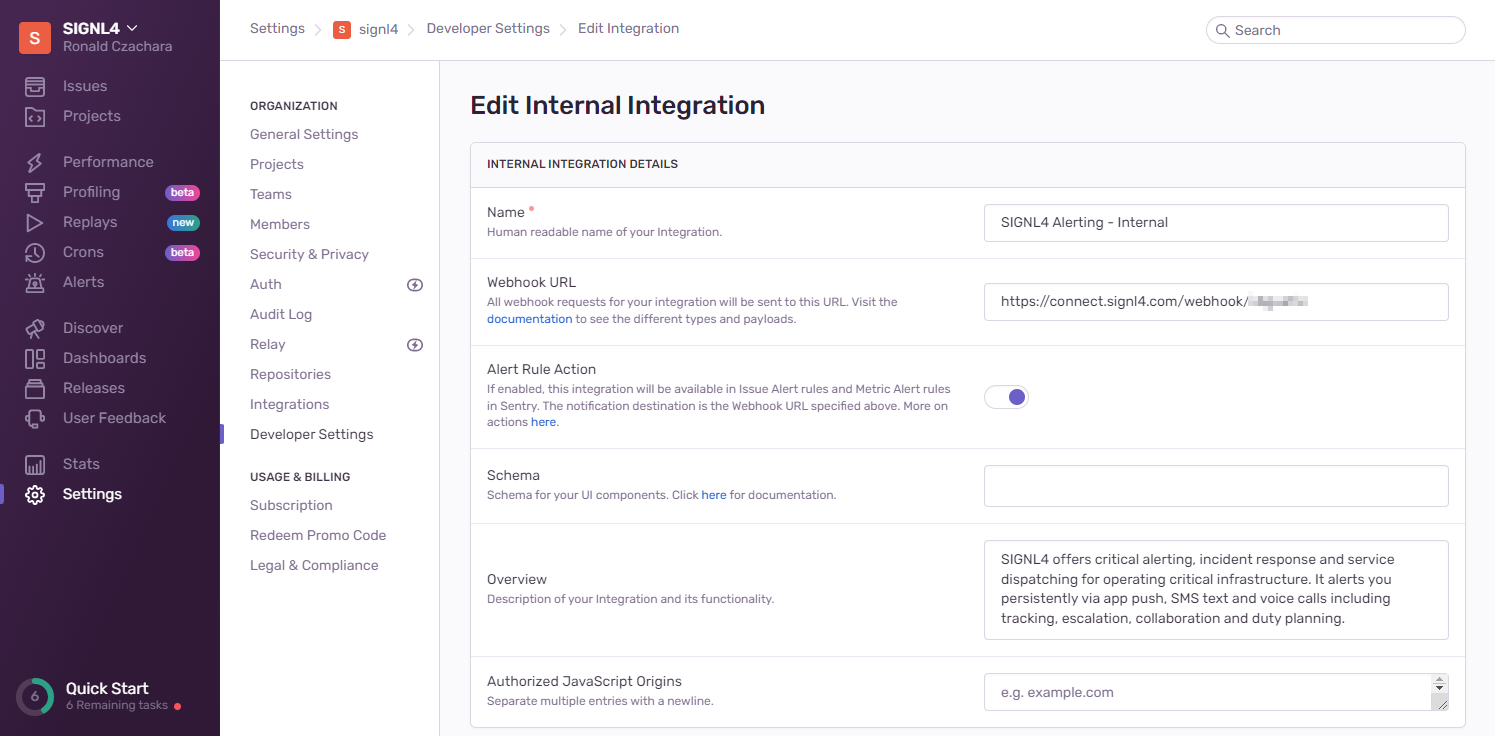 S
SIGNL4
Ronald Czachara
Issues
Projects
Performance
Profiling
beta
Replays
new
Crons
beta
Alerts
Discover
Dashboards
Releases
User Feedback
Stats
Settings
6
Quick Start
6 Remaining tasks
Settings
S
signl4
Developer Settings
Edit Integration
Search
ORGANIZATION
General Settings
Projects
Teams
Members
Security & Privacy
Auth
Audit Log
Relay
Repositories
Integrations
Developer Settings
USAGE & BILLING
Subscription
Redeem Promo Code
Legal & Compliance
Edit Internal Integration
INTERNAL INTEGRATION DETAILS
Name *
Human readable name of your Integration.
SIGNL4 Alerting - Internal
Webhook URL
All webhook requests for your integration will be sent to this URL. Visit the
documentation to see the different types and payloads.
https://connect.signl4.com/webhook/
Alert Rule Action
If enabled, this integration will be available in Issue Alert rules and Metric Alert rules
in Sentry. The notification destination is the Webhook URL specified above. More on
actions here.
Schema
Schema for your UI components. Click here for documentation.
Overview
Description of your Integration and its functionality.
SIGNL4 offers critical alerting, incident response and service
dispatching for operating critical infrastructure. It alerts you
persistently via app push, SMS text and voice calls including
tracking, escalation, collaboration and duty planning.
Authorized JavaScript Origins
Separate multiple entries with a newline.
e.g. example.com